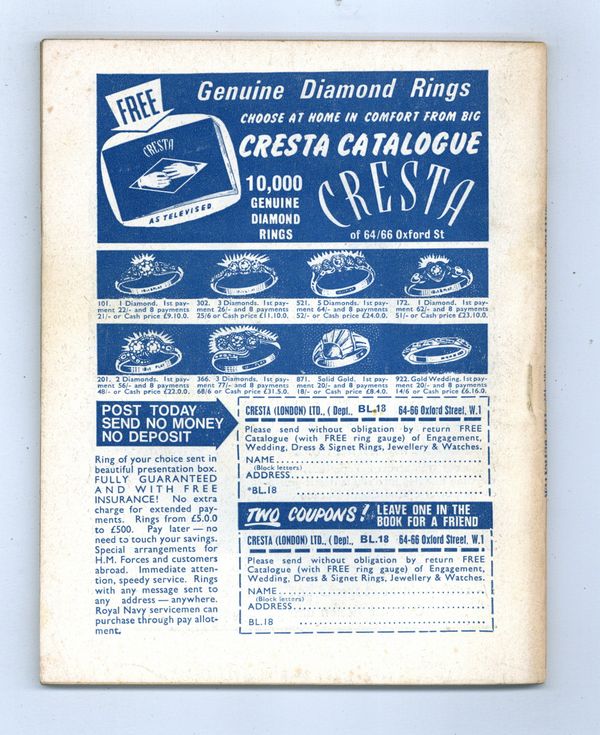 FREE
Genuine Diamond Rings
CHOOSE AT HOME IN COMFORT FROM BIG
CRESTA CATALOGUE
CRESTA
AS TELEVISED
10,000
GENUINE
DIAMOND
RINGS
CRESTA
of 64/66 Oxford St
101. 1 Diamond. 1st pay-
ment 22/- and 8 payments
21/- or Cash price £9.10.0.
302. 3 Diamonds. 1st pay-
ment 26/- and 8 payments
25/6 or Cash price £11.10.0.
521. 5 Diamonds. 1st pay-
ment 64/- and 8 payments
52/- or Cash price £24.0.0.
172. 1 Diamond. 1st pay-
ment 62/- and 8 payments
51/- or Cash price £23.10.0.
201. 2 Diamonds. 1st pay-
ment 56/- and 8 payments
48/- or Cash price £22.0.0.
366. 3 Diamonds. 1st pay-
ment 77/- and 8 payments
68/6 or Cash price £31.5.0.
871. Solid Gold. 1st pay-
ment 20/- and 8 payments
18/- or Cash price £8.4.0.
922. Gold Wedding. 1st pay-
ment 20/- and 8 payments
14/6 or Cash price £6.16.0.
POST TODAY
SEND NO MONEY
NO DEPOSIT
Ring of your choice sent in
beautiful presentation box.
FULLY GUARANTEED
AND WITH FREE
INSURANCE! No extra
charge for extended pay-
ments. Rings from £5.0.0
to £500. Pay later — no
need to touch your savings.
Special arrangements for
H.M. Forces and customers
abroad. Immediate atten-
tion, speedy service. Rings
with any message sent to
any address — anywhere.
Royal Navy servicemen can
purchase through pay allot-
ment.
CRESTA (LONDON) LTD., ( Dept., BL.18 64-66 Oxford Street, W.1
Please send without obligation by return FREE
Catalogue (with FREE ring gauge) of Engagement,
Wedding, Dress & Signet Rings, Jewellery & Watches.
NAME
(Block letters)
ADDRESS
*BL.18
TWO COUPONS! LEAVE ONE IN THE
BOOK FOR A FRIEND
CRESTA (LONDON) LTD., ( Dept., BL.18 64-66 Oxford Street, W.1
Please send without obligation by return FREE
Catalogue (with FREE ring gauge) of Engagement,
Wedding, Dress & Signet Rings, Jewellery & Watches.
NAME
(Block letters)
ADDRESS
BL.18